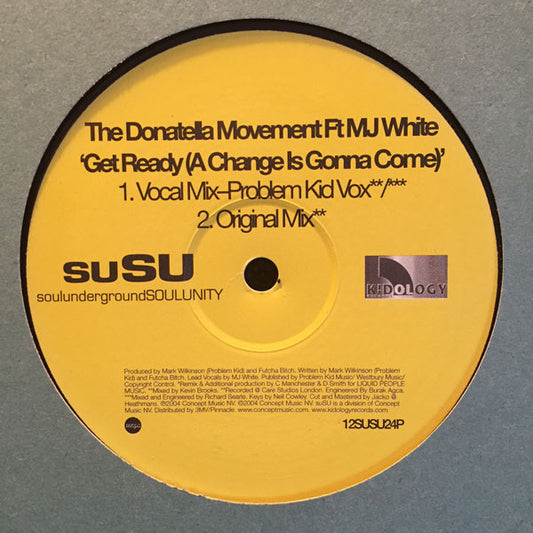 The Donatella Movement Ft MJ White
'Get Ready (A Change Is Gonna Come)'
1. Vocal Mix–Problem Kid Vox**/***
2. Original Mix**
suSU
soulundergroundSOULUNITY
KIDOLOGY
Produced by Mark Wilkinson (Problem Kid) and Futcha Bitch. Written by Mark Wilkinson (Problem
Kid) and Futcha Bitch, Lead Vocals by MJ White. Published by Problem Kid Music/ Westbury Music/
Copyright Control. *Remix & Additional production by C Manchester & D Smith for LIQUID PEOPLE
MUSIC. **Mixed by Kevin Brooks. **Recorded @ Care Studios London. Engineered by Burak Agca.
***Mixed and Engineered by Richard Searle. Keys by Neil Cowley. Cut and Mastered by Jacko @
Heathmans. ℗2004 Concept Music NV. ©2004 Concept Music NV. suSU is a division of Concept
Music NV. Distributed by 3MV/Pinnacle. www.conceptmusic.com. www.kidologyrecords.com
12SUSU24P